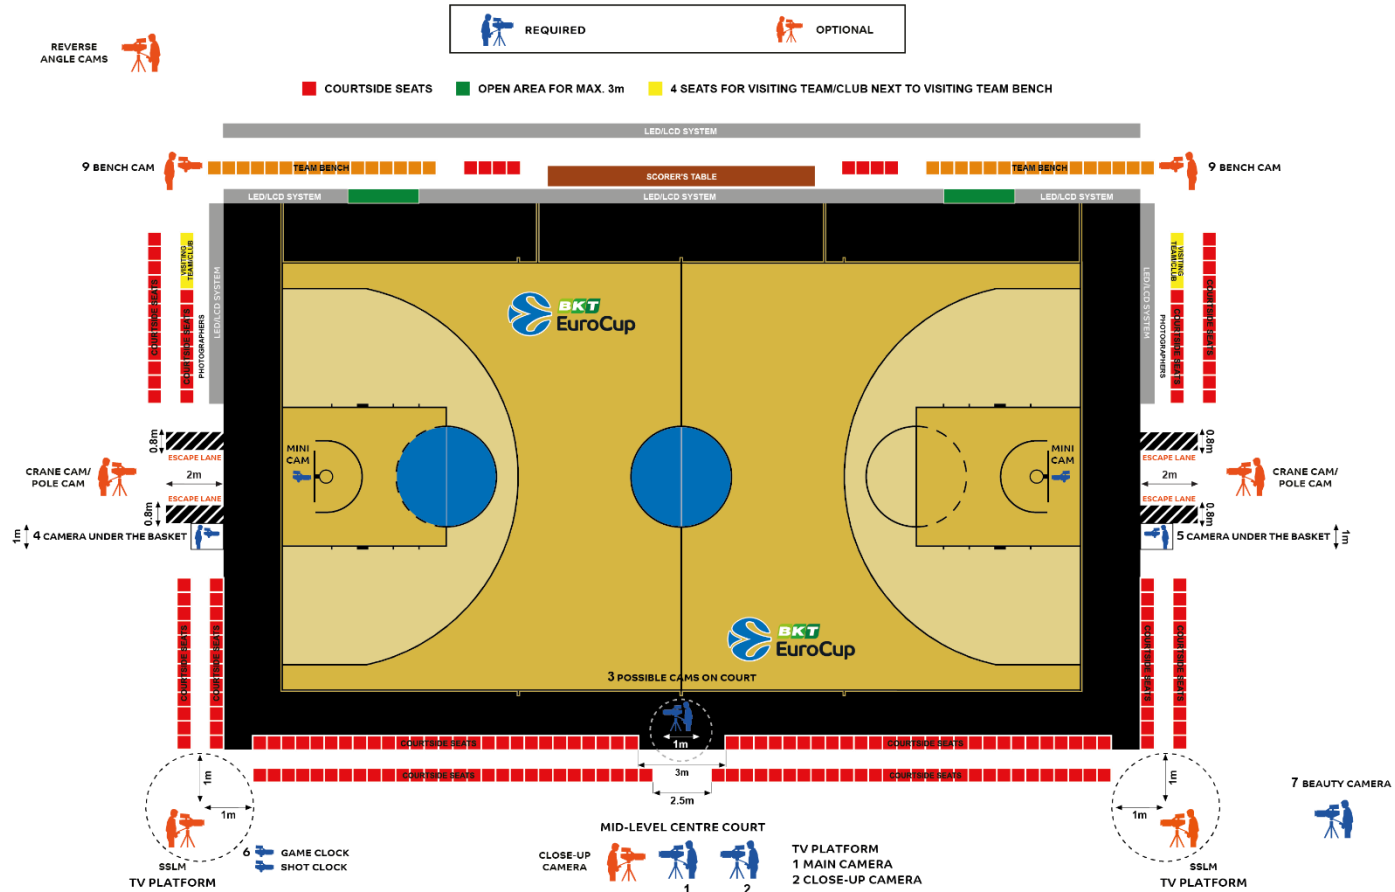 REQUIRED
OPTIONAL
REVERSE
ANGLE CAMS
COURTSIDE SEATS
OPEN AREA FOR MAX. 3m
4 SEATS FOR VISITING TEAM/CLUB NEXT TO VISITING TEAM BENCH
LED/LCD SYSTEM
9 BENCH CAM
TEAM BENCH
SCORER'S TABLE
TEAM BENCH
9 BENCH CAM
LED/LCD SYSTEM
LED/LCD SYSTEM
LED/LCD SYSTEM
COURTSIDE SEATS
VISITING
TEAM/CLUB
COURTSIDE SEATS
PHOTOGRAPHERS
LED/LCD SYSTEM
BKT
EuroCup
LED/LCD SYSTEM
PHOTOGRAPHERS
VISITING
TEAM/CLUB
COURTSIDE SEATS
COURTSIDE SEATS
0.8m
ESCAPE LANE
MINI
CAM
MINI
CAM
0.8m
ESCAPE LANE
CRANE CAM/
POLE CAM
2m
2m
CRANE CAM/
POLE CAM
ESCAPE LANE
0.8m
ESCAPE LANE
0.8m
1m
4 CAMERA UNDER THE BASKET
5 CAMERA UNDER THE BASKET
1m
COURTSIDE SEATS
COURTSIDE SEATS
BKT
EuroCup
COURTSIDE SEATS
COURTSIDE SEATS
3 POSSIBLE CAMS ON COURT
1m
COURTSIDE SEATS
COURTSIDE SEATS
3m
COURTSIDE SEATS
COURTSIDE SEATS
2.5m
1m
1m
1m
1m
7 BEAUTY CAMERA
SSLM
TV PLATFORM
6
GAME CLOCK
SHOT CLOCK
MID-LEVEL CENTRE COURT
CLOSE-UP
CAMERA
1
2
TV PLATFORM
1 MAIN CAMERA
2 CLOSE-UP CAMERA
SSLM
TV PLATFORM